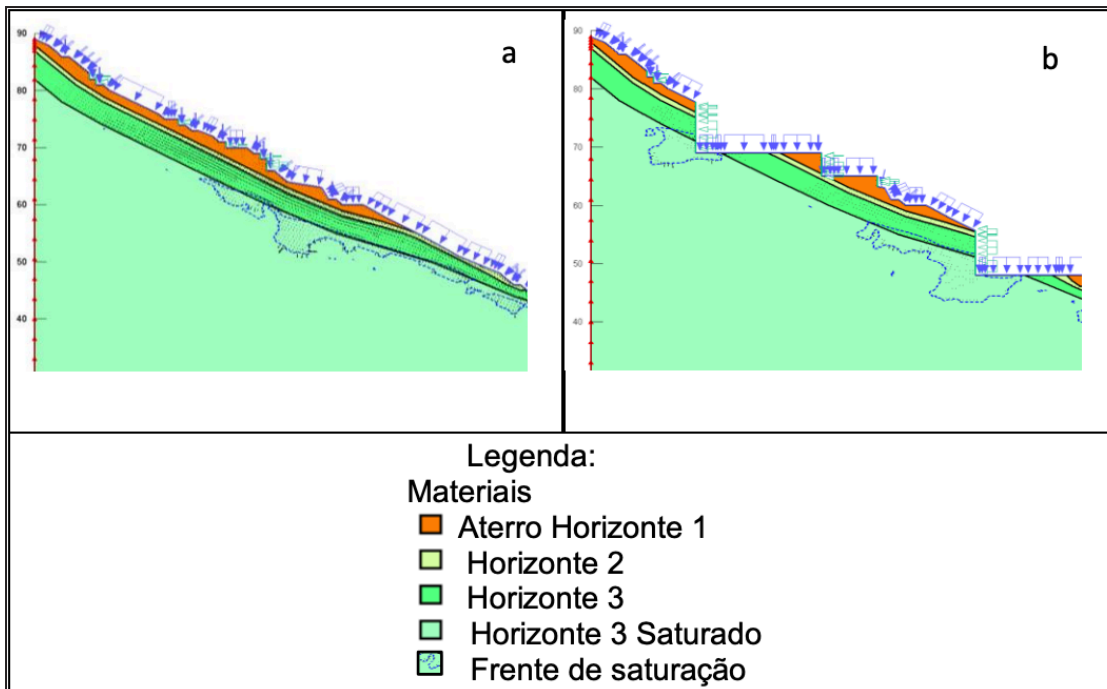 a
90
80
70
60
50
40
b
90
80
70
60
50
40
Legenda:
Materiais
Aterro Horizonte 1
Horizonte 2
Horizonte 3
Horizonte 3 Saturado
Frente de saturação